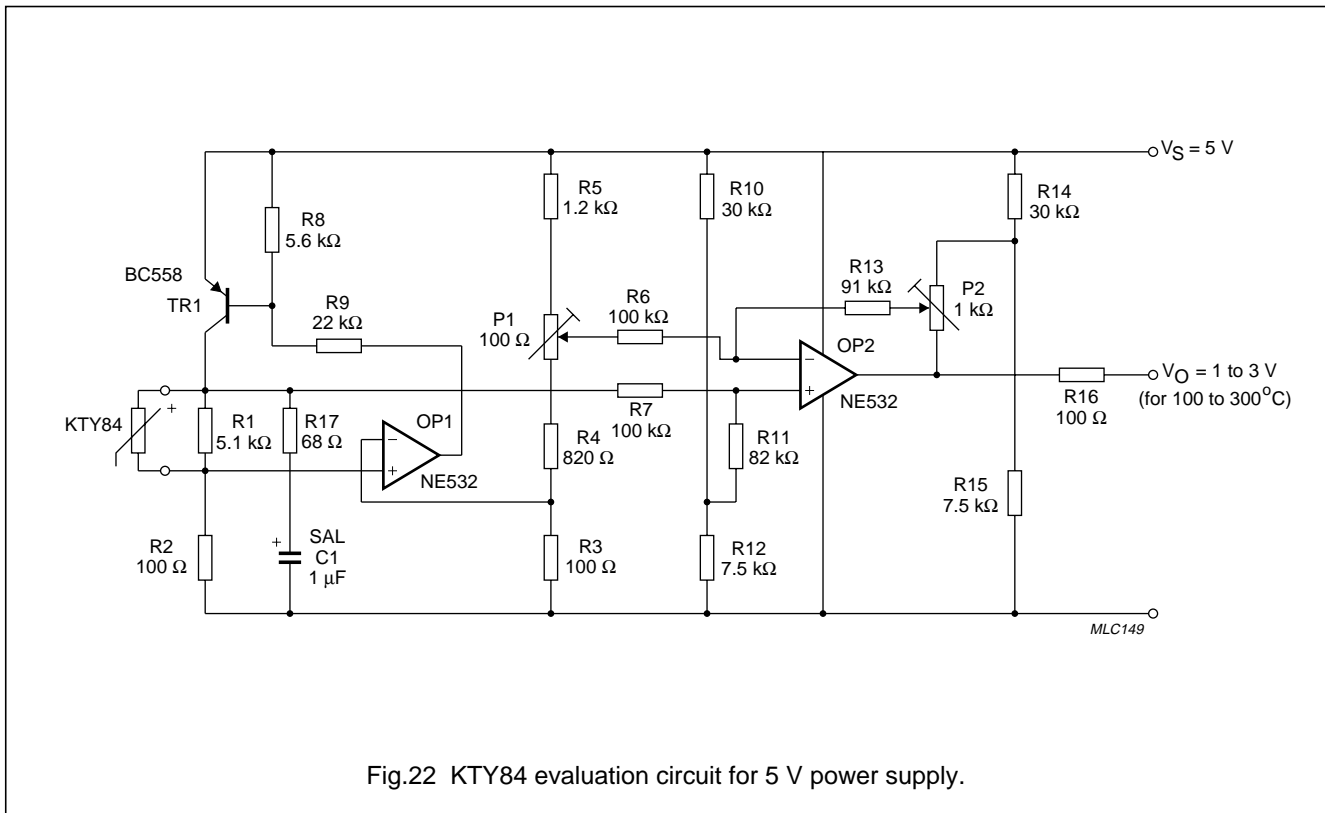 VS = 5 V
R5
1.2 kΩ
R10
30 kΩ
R14
30 kΩ
R8
5.6 kΩ
BC558
TR1
R9
22 kΩ
R13
91 kΩ
P2
1 kΩ
P1
100 Ω
R6
100 kΩ
OP2
NE532
VO = 1 to 3 V
(for 100 to 300°C)
R16
100 Ω
KTY84
+
R1
5.1 kΩ
R17
68 Ω
OP1
−
+
NE532
R7
100 kΩ
−
+
R4
820 Ω
R11
82 kΩ
R15
7.5 kΩ
R2
100 Ω
+
SAL
C1
1 μF
R3
100 Ω
R12
7.5 kΩ
MLC149
Fig.22 KTY84 evaluation circuit for 5 V power supply.